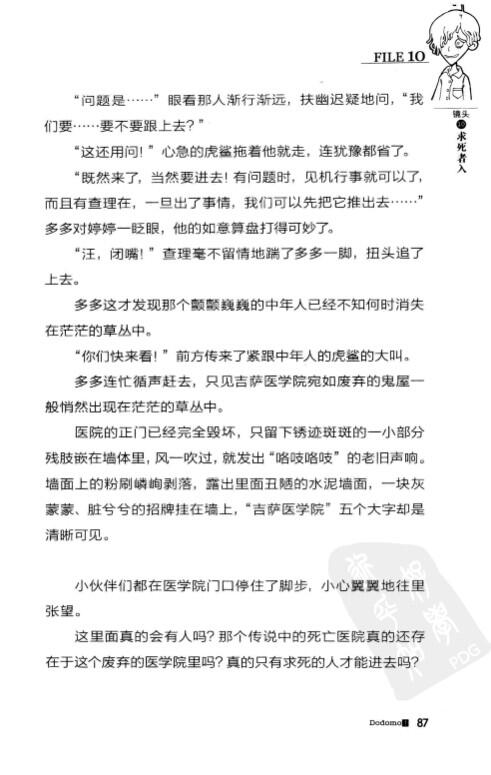 FILE 10
镜头
10
求死者入
“问题是……”眼看那人渐行渐远，扶幽迟疑地问，“我
们要……要不要跟上去？”
“这还用问！”心急的虎鲨拖着他就走，连犹豫都省了。
“既然来了，当然要进去！有问题时，见机行事就可以了，
而且有查理在，一旦出了事情，我们可以先把它推出去……”
多多对婷婷一眨眼，他的如意算盘打得可妙了。
“汪，闭嘴！”查理毫不留情地踹了多多一脚，扭头追了
上去。
多多这才发现那个颤颤巍巍的中年人已经不知何时消失
在茫茫的草丛中。
“你们快来看！”前方传来了紧跟中年人的虎鲨的大叫。
多多连忙循声赶去，只见吉萨医学院宛如废弃的鬼屋一
般悄然出现在茫茫的草丛中。
医院的正门已经完全毁坏，只留下锈迹斑斑的一小部分
残肢嵌在墙体里，风一吹过，就发出“咯吱咯吱”的老旧声响。
墙面上的粉刷嶙峋剥落，露出里面丑陋的水泥墙面，一块灰
蒙蒙、脏兮兮的招牌挂在墙上，“吉萨医学院”五个大字却是
清晰可见。
小伙伴们都在医学院门口停住了脚步，小心翼翼地往里
张望。
这里面真的会有人吗？那个传说中的死亡医院真的还存
在于这个废弃的医学院里吗？真的只有求死的人才能进去吗？
PDG
Dodomo
87